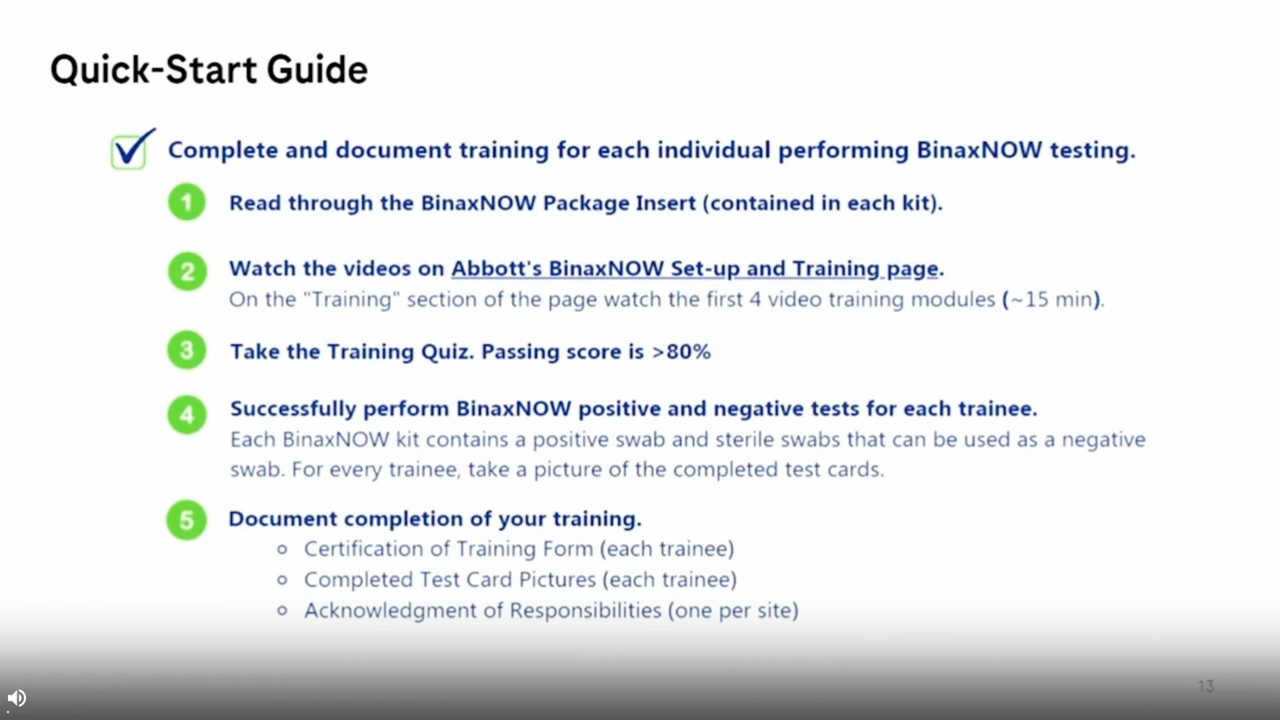 Quick-Start Guide
Complete and document training for each individual performing BinaxNOW testing.
1 Read through the BinaxNOW Package Insert (contained in each kit).
2 Watch the videos on Abbott's BinaxNOW Set-up and Training page.
On the "Training" section of the page watch the first 4 video training modules (~15 min).
3 Take the Training Quiz. Passing score is >80%
4 Successfully perform BinaxNOW positive and negative tests for each trainee.
Each BinaxNOW kit contains a positive swab and sterile swabs that can be used as a negative
swab. For every trainee, take a picture of the completed test cards.
5 Document completion of your training.
Certification of Training Form (each trainee)
Completed Test Card Pictures (each trainee)
Acknowledgment of Responsibilities (one per site)
13